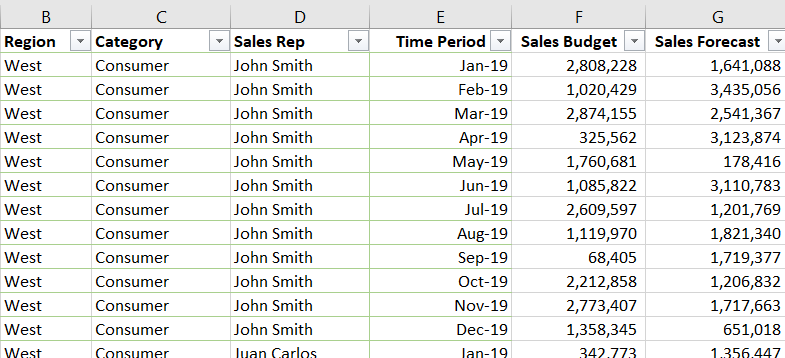 B C D E F G
Region Category Sales Rep Time Period Sales Budget Sales Forecast
West Consumer John Smith Jan-19 2,808,228 1,641,088
West Consumer John Smith Feb-19 1,020,429 3,435,056
West Consumer John Smith Mar-19 2,874,155 2,541,367
West Consumer John Smith Apr-19 325,562 3,123,874
West Consumer John Smith May-19 1,760,681 178,416
West Consumer John Smith Jun-19 1,085,822 3,110,783
West Consumer John Smith Jul-19 2,609,597 1,201,769
West Consumer John Smith Aug-19 1,119,970 1,821,340
West Consumer John Smith Sep-19 68,405 1,719,377
West Consumer John Smith Oct-19 2,212,858 1,206,832
West Consumer John Smith Nov-19 2,773,407 1,717,663
West Consumer John Smith Dec-19 1,358,345 651,018
West Consumer Juan Carlos Jan-19 342,773 1,356,447